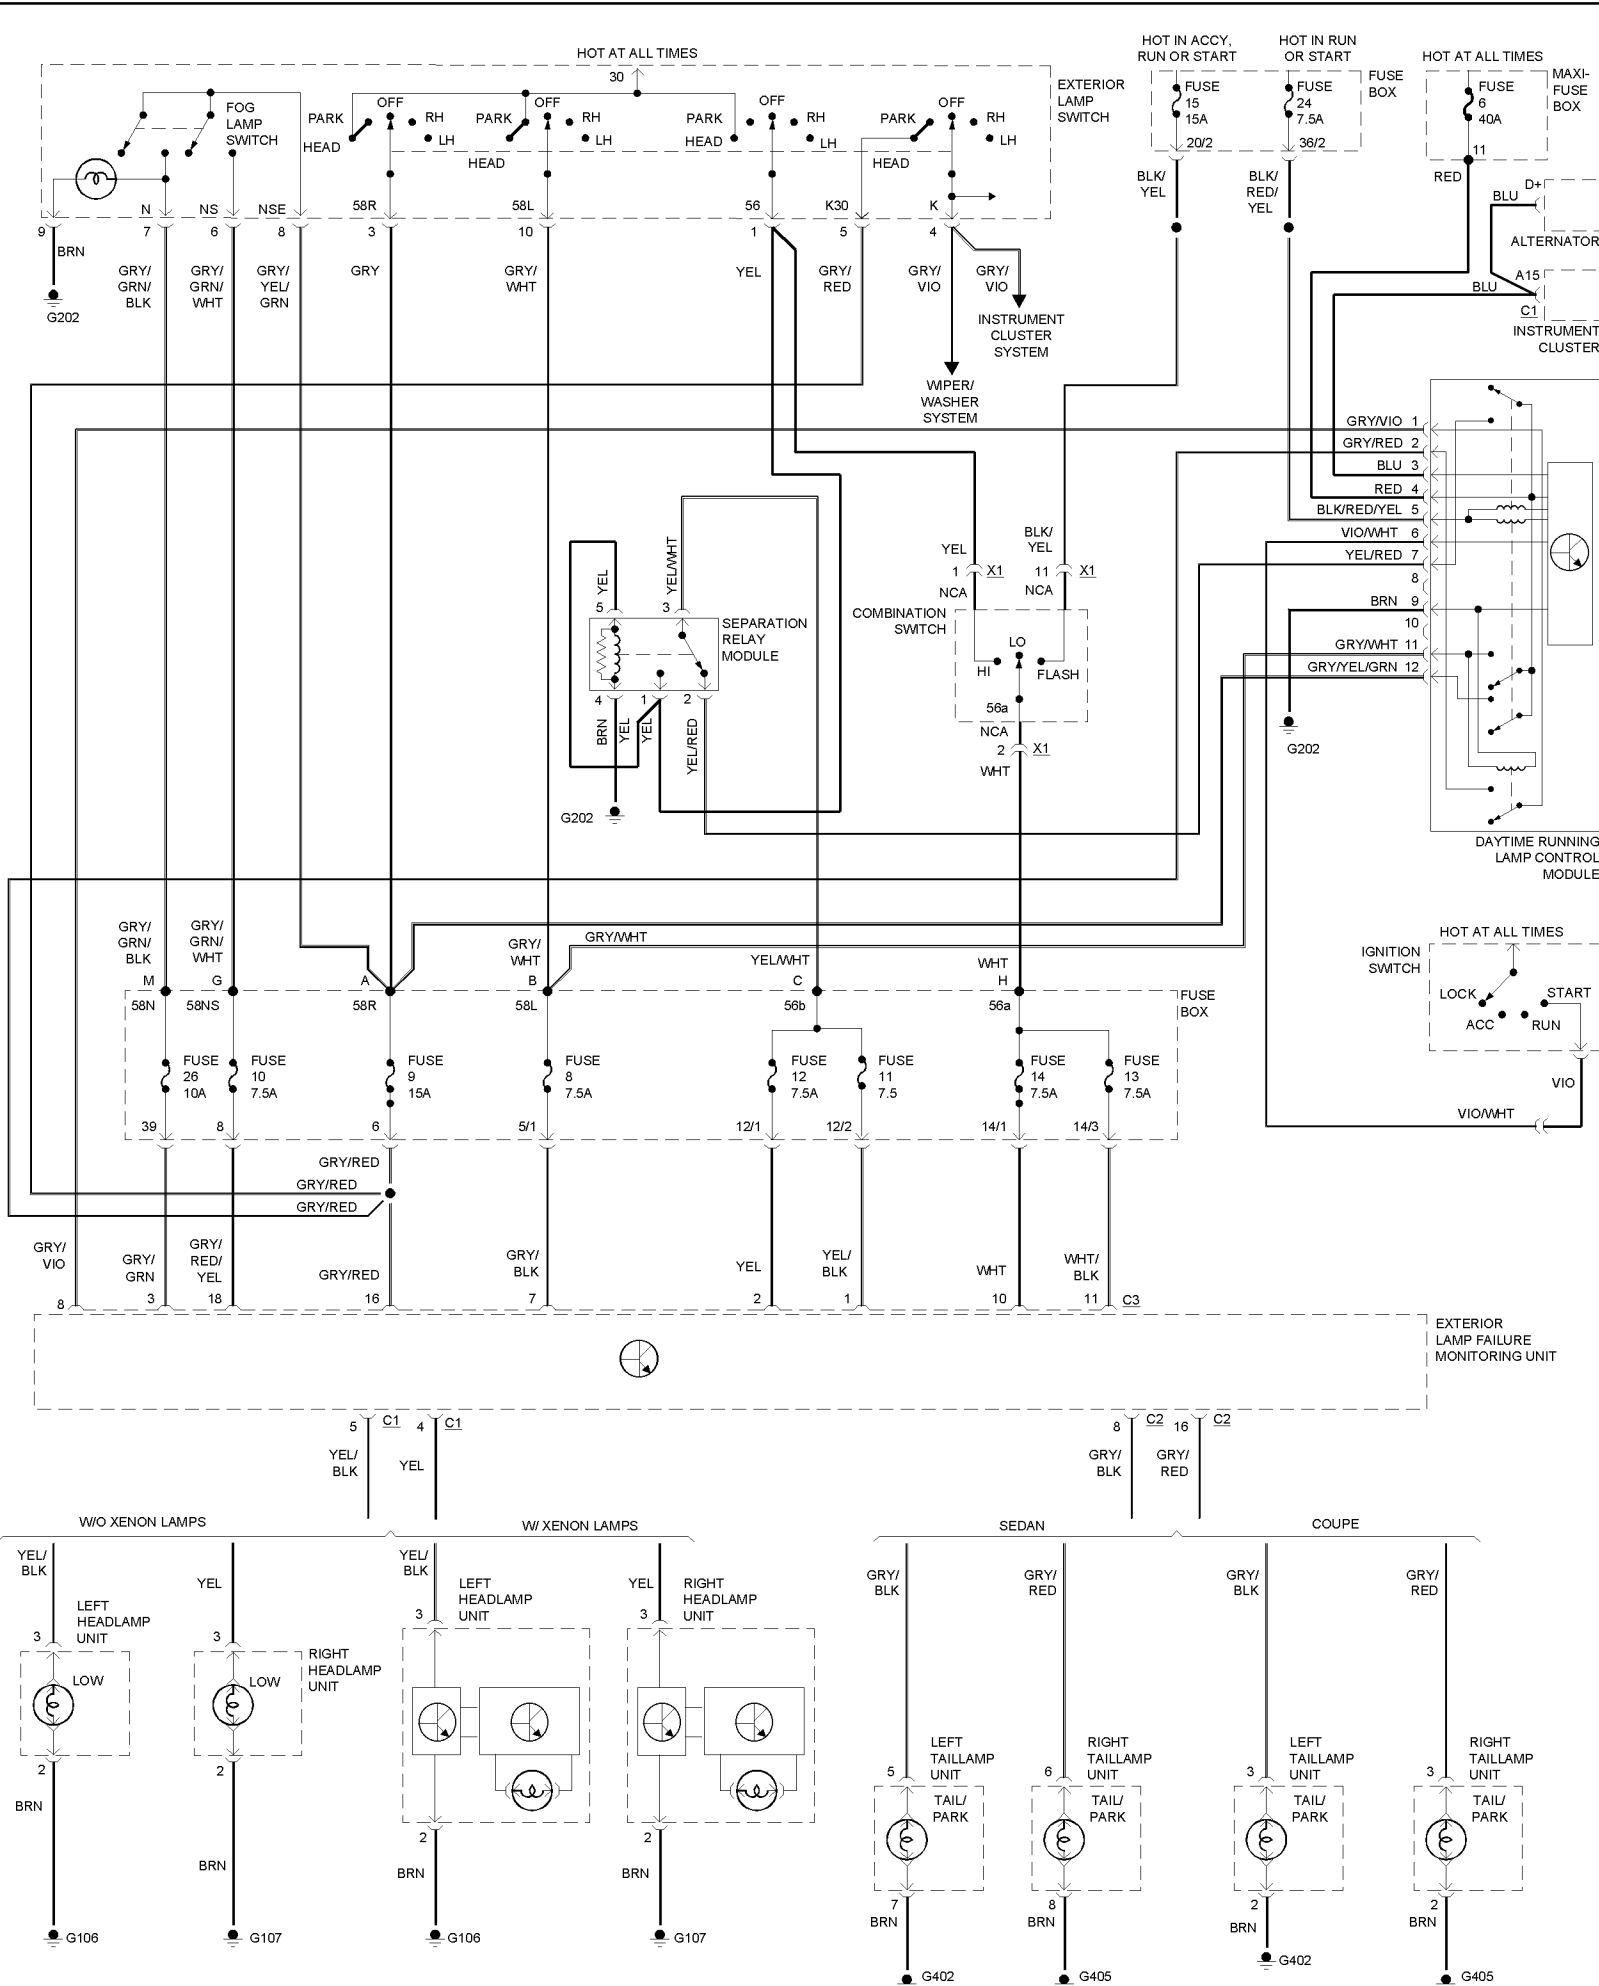 HOT AT ALL TIMES
30
EXTERIOR
LAMP
SWITCH
FOG
LAMP
SWITCH
PARK
OFF
RH
HEAD
LH
PARK
OFF
RH
HEAD
LH
PARK
OFF
RH
HEAD
LH
PARK
OFF
RH
HEAD
LH
N
NS
NSE
58R
58L
56
K30
K
9
7
6
8
3
10
1
5
4
HOT IN ACCY,
RUN OR START
HOT IN RUN
OR START
HOT AT ALL TIMES
FUSE
15
15A
FUSE
24
7.5A
FUSE
BOX
FUSE
6
40A
MAXI-
FUSE
BOX
20/2
36/2
11
BLK/
YEL
BLK/
RED/
YEL
RED
BLU
D+
ALTERNATOR
A15
BLU
C1
INSTRUMENT
CLUSTER
BRN
G202
GRY/
GRN/
BLK
GRY/
GRN/
WHT
GRY/
YEL/
GRN
GRY
GRY/
WHT
YEL
GRY/
RED
GRY/
VIO
GRY/
VIO
INSTRUMENT
CLUSTER
SYSTEM
WIPER/
WASHER
SYSTEM
GRY/VIO 1
GRY/RED 2
BLU 3
RED 4
BLK/RED/YEL 5
VIO/WHT 6
YEL/RED 7
8
BRN 9
10
GRY/WHT 11
GRY/YEL/GRN 12
G202
DAYTIME RUNNING
LAMP CONTROL
MODULE
YEL
YEL/WHT
5
3
SEPARATION
RELAY
MODULE
4
1
2
BRN
YEL
YEL
YEL/RED
G202
YEL
BLK/
YEL
1 X1
11 X1
NCA
NCA
COMBINATION
SWITCH
LO
HI
FLASH
56a
NCA
2 X1
WHT
HOT AT ALL TIMES
IGNITION
SWITCH
LOCK
START
ACC
RUN
VIO
VIO/WHT
GRY/
GRN/
BLK
GRY/
GRN/
WHT
GRY/
WHT
GRY/WHT
YEL/WHT
WHT
M
G
A
B
C
H
58N
58NS
58R
58L
56b
56a
FUSE
BOX
FUSE
26
10A
FUSE
10
7.5A
FUSE
9
15A
FUSE
8
7.5A
FUSE
12
7.5A
FUSE
11
7.5
FUSE
14
7.5A
FUSE
13
7.5A
39
8
6
5/1
12/1
12/2
14/1
14/3
GRY/RED
GRY/RED
GRY/RED
GRY/
VIO
GRY/
GRN
GRY/
RED/
YEL
GRY/RED
GRY/
BLK
YEL
YEL/
BLK
WHT
WHT/
BLK
8
3
18
16
7
2
1
10
11
C3
EXTERIOR
LAMP FAILURE
MONITORING UNIT
5 C1
4 C1
8 C2
16 C2
YEL/
BLK
YEL
GRY/
BLK
GRY/
RED
W/O XENON LAMPS
W/ XENON LAMPS
SEDAN
COUPE
YEL/
BLK
YEL
YEL/
BLK
YEL
GRY/
BLK
GRY/
RED
GRY/
BLK
GRY/
RED
LEFT
HEADLAMP
UNIT
3
LOW
2
BRN
G106
3
RIGHT
HEADLAMP
UNIT
LOW
2
BRN
G107
LEFT
HEADLAMP
UNIT
3
2
BRN
G106
RIGHT
HEADLAMP
UNIT
3
2
BRN
G107
LEFT
TAILLAMP
UNIT
5
TAIL/
PARK
7
BRN
G402
RIGHT
TAILLAMP
UNIT
6
TAIL/
PARK
8
BRN
G405
LEFT
TAILLAMP
UNIT
3
TAIL/
PARK
2
BRN
G402
RIGHT
TAILLAMP
UNIT
3
TAIL/
PARK
2
BRN
G405